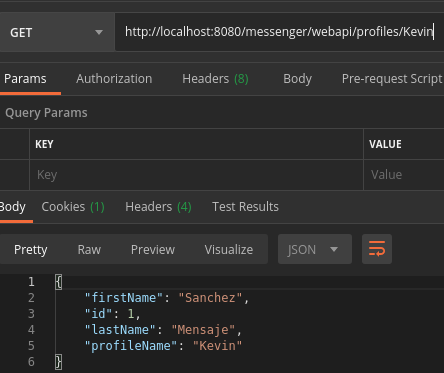 GET http://localhost:8080/messenger/webapi/profiles/Kevin
Params Authorization Headers (8) Body Pre-request Script
Query Params
KEY VALUE
Key Value
Body Cookies (1) Headers (4) Test Results
Pretty Raw Preview Visualize JSON
1 {
2 "firstName": "Sanchez",
3 "id": 1,
4 "lastName": "Mensaje",
5 "profileName": "Kevin"
6 }